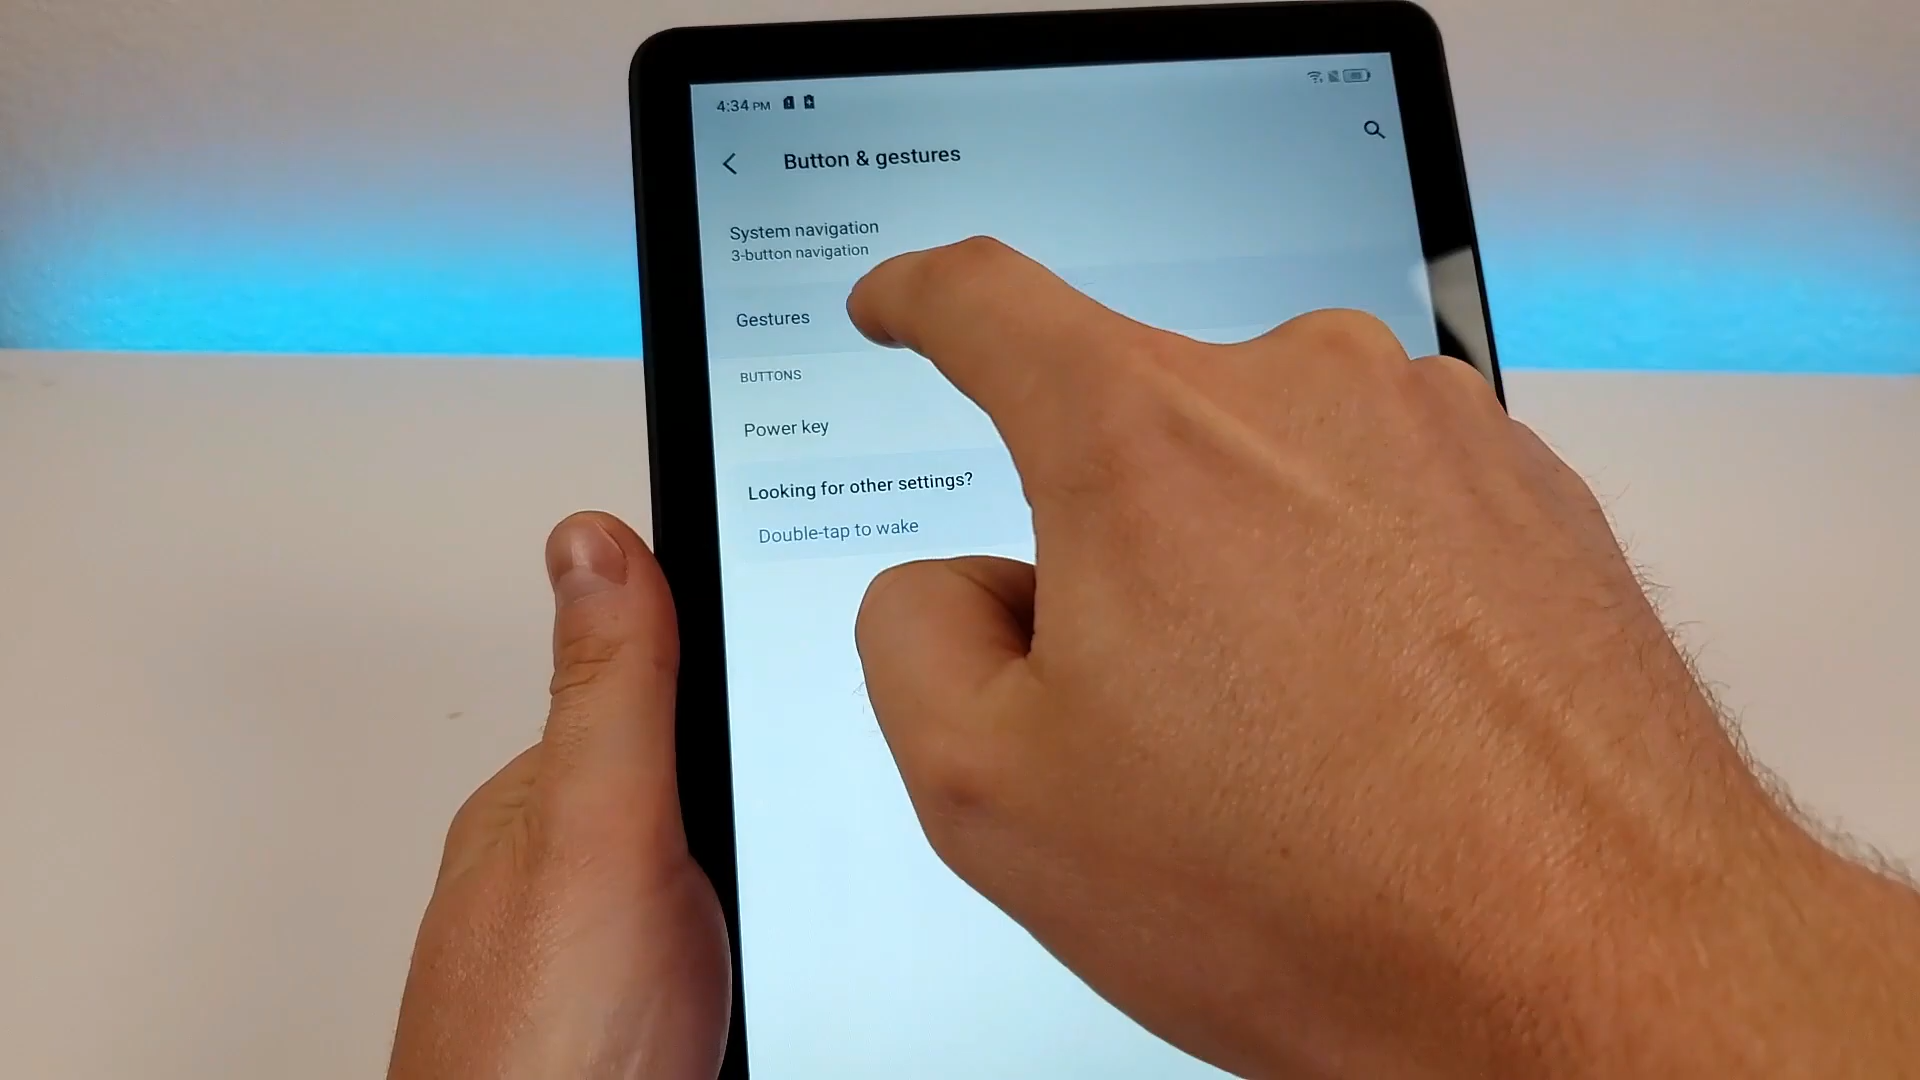 4:34 PM
Button & gestures
System navigation
3-button navigation
Gestures
BUTTONS
Power key
Looking for other settings?
Double-tap to wake